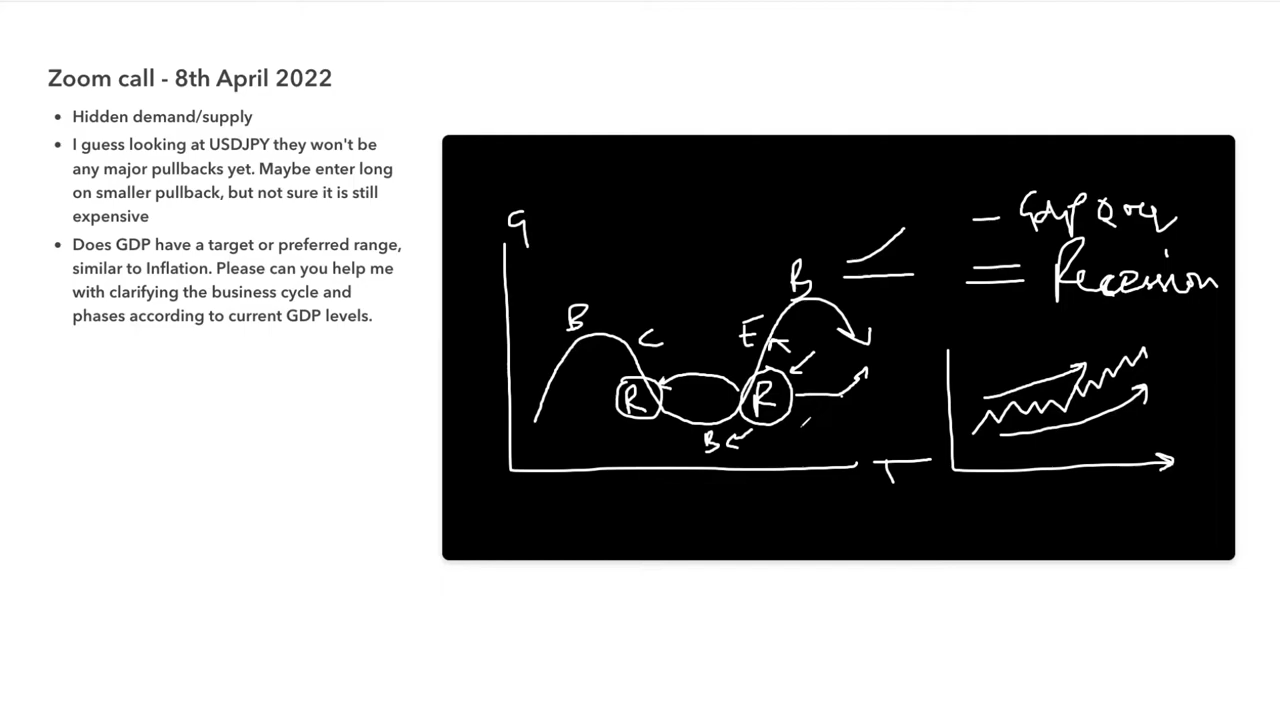 Zoom call - 8th April 2022
• Hidden demand/supply
• I guess looking at USDJPY they won't be
any major pullbacks yet. Maybe enter long
on smaller pullback, but not sure it is still
expensive
• Does GDP have a target or preferred range,
similar to Inflation. Please can you help me
with clarifying the business cycle and
phases according to current GDP levels.
G
B
C
R
B
E
B
R
T
- Gdp
= Recession